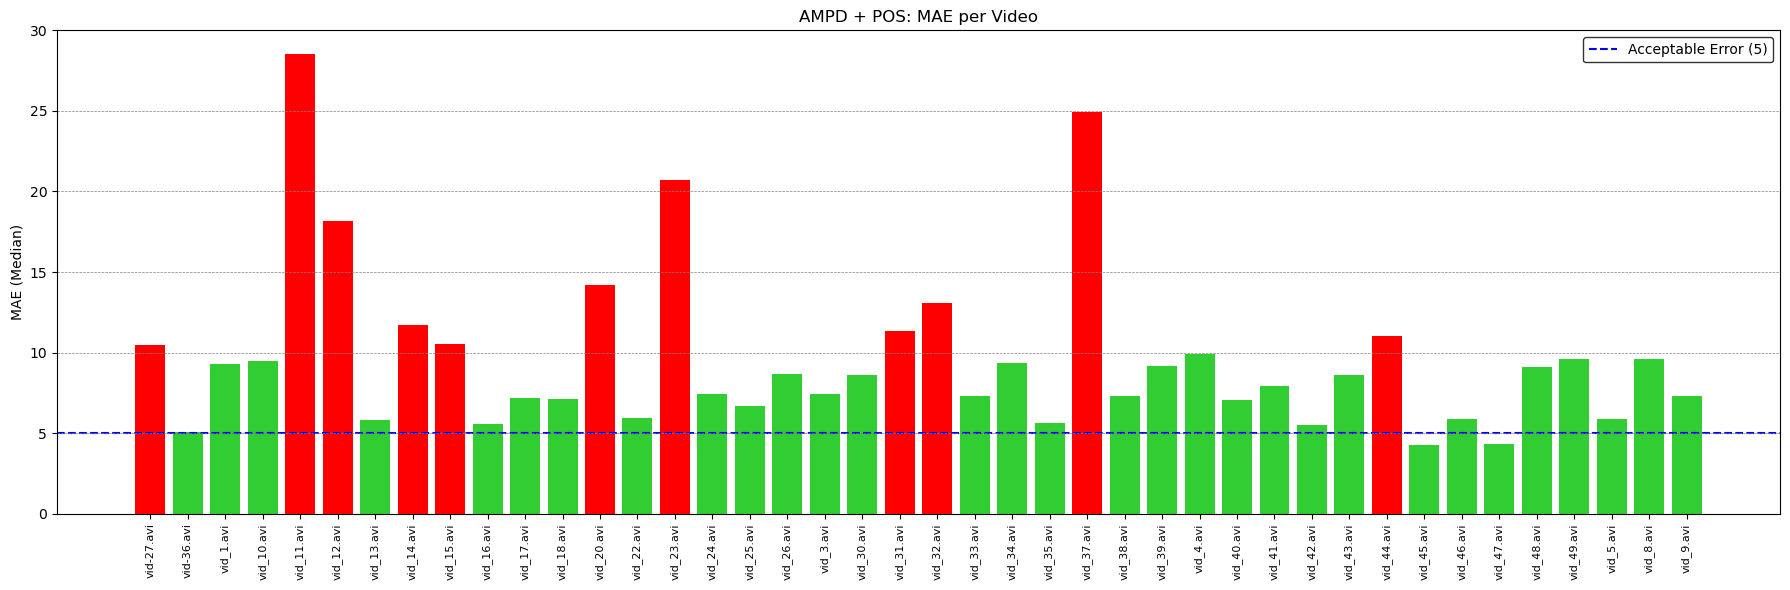 AMPD + POS: MAE per Video
Acceptable Error (5)
MAE (Median)
30
25
20
15
10
5
0
vid-27.avi
vid-36.avi
vid_1.avi
vid_10.avi
vid_11.avi
vid_12.avi
vid_13.avi
vid_14.avi
vid_15.avi
vid_16.avi
vid_17.avi
vid_18.avi
vid_20.avi
vid_22.avi
vid_23.avi
vid_24.avi
vid_25.avi
vid_26.avi
vid_3.avi
vid_30.avi
vid_31.avi
vid_32.avi
vid_33.avi
vid_34.avi
vid_35.avi
vid_37.avi
vid_38.avi
vid_39.avi
vid_4.avi
vid_40.avi
vid_41.avi
vid_42.avi
vid_43.avi
vid_44.avi
vid_45.avi
vid_46.avi
vid_47.avi
vid_48.avi
vid_49.avi
vid_5.avi
vid_8.avi
vid_9.avi